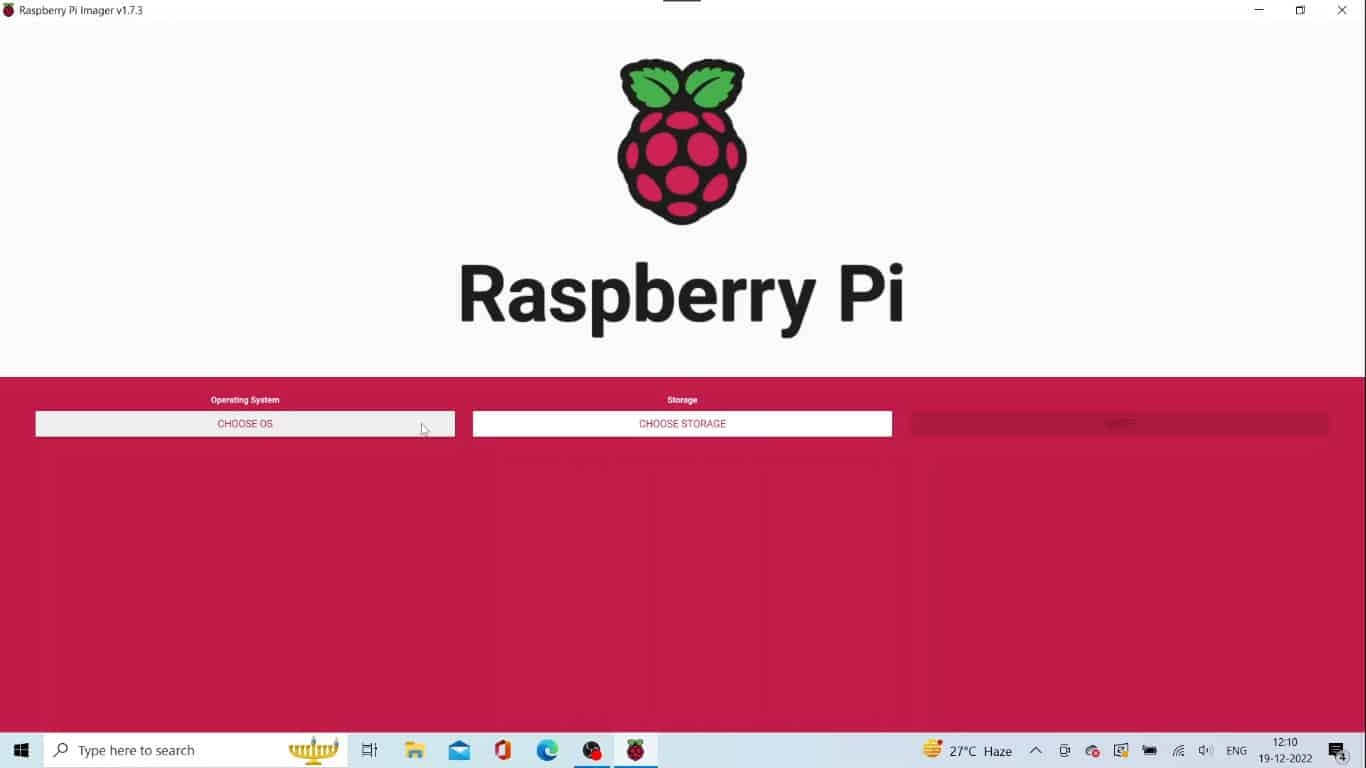 Raspberry Pi Imager v1.7.3
Raspberry Pi
Operating System
Storage
CHOOSE OS
CHOOSE STORAGE
Type here to search
27°C Haze
ENG
12:10
19-12-2022
4